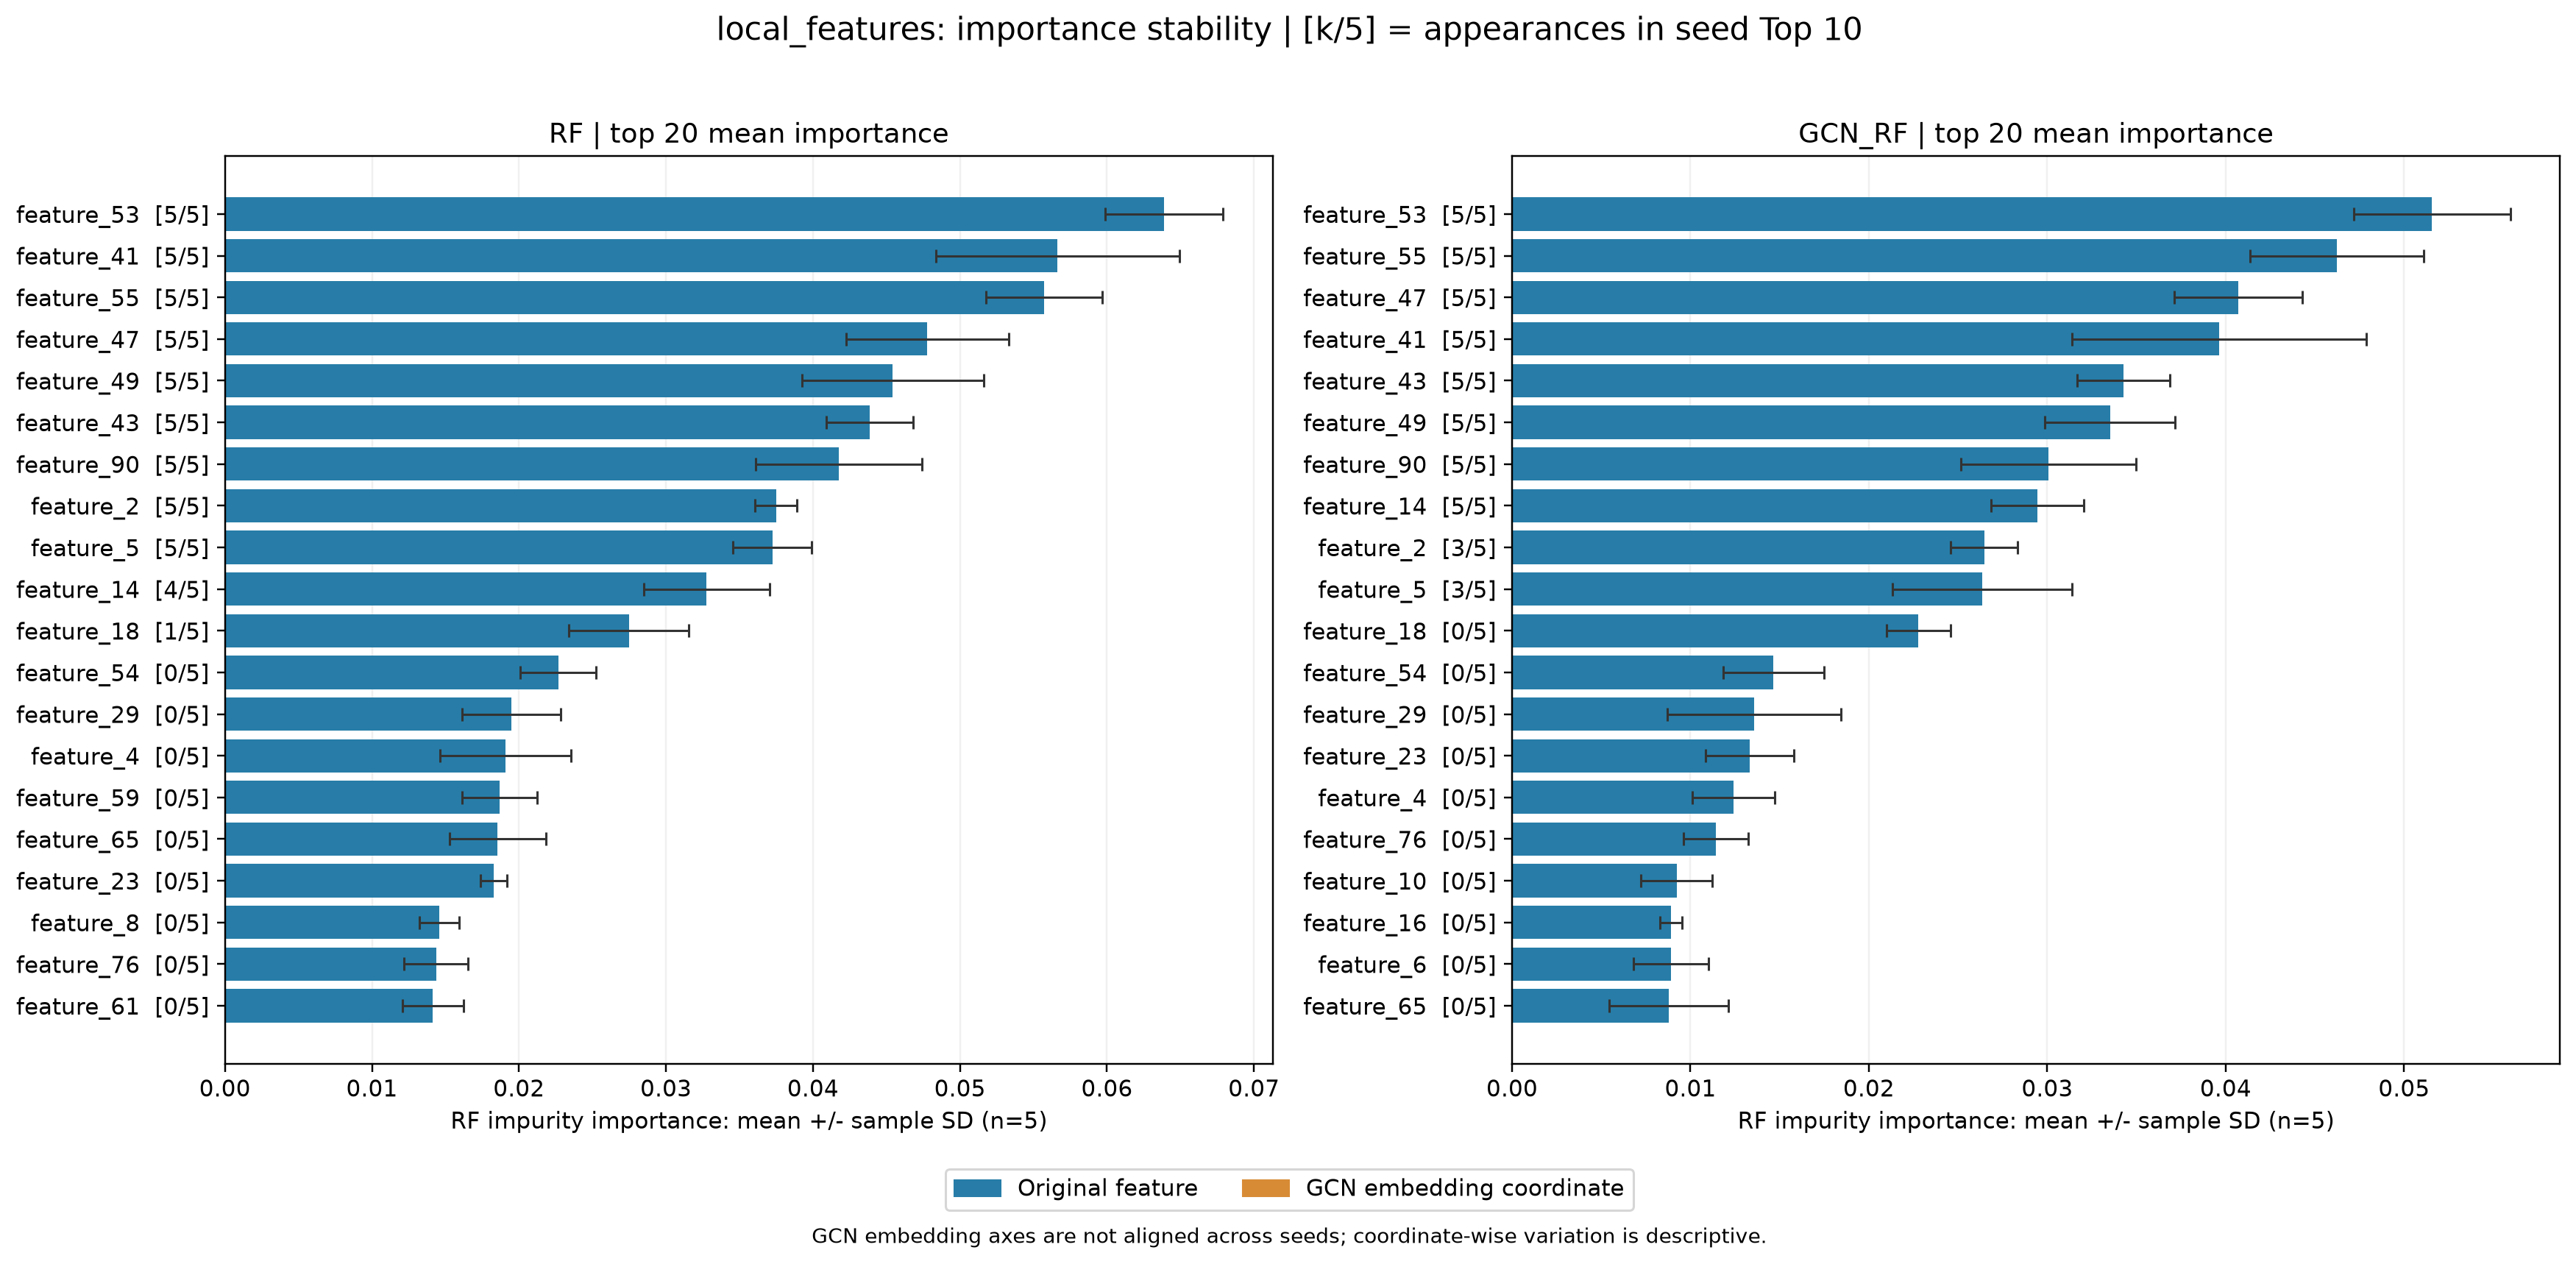 local_features: importance stability | [k/5] = appearances in seed Top 10
RF | top 20 mean importance
feature_53 [5/5]
feature_41 [5/5]
feature_55 [5/5]
feature_47 [5/5]
feature_49 [5/5]
feature_43 [5/5]
feature_90 [5/5]
feature_2 [5/5]
feature_5 [5/5]
feature_14 [4/5]
feature_18 [1/5]
feature_54 [0/5]
feature_29 [0/5]
feature_4 [0/5]
feature_59 [0/5]
feature_65 [0/5]
feature_23 [0/5]
feature_8 [0/5]
feature_76 [0/5]
feature_61 [0/5]
0.00 0.01 0.02 0.03 0.04 0.05 0.06 0.07
RF impurity importance: mean +/- sample SD (n=5)
GCN_RF | top 20 mean importance
feature_53 [5/5]
feature_55 [5/5]
feature_47 [5/5]
feature_41 [5/5]
feature_43 [5/5]
feature_49 [5/5]
feature_90 [5/5]
feature_14 [5/5]
feature_2 [3/5]
feature_5 [3/5]
feature_18 [0/5]
feature_54 [0/5]
feature_29 [0/5]
feature_23 [0/5]
feature_4 [0/5]
feature_76 [0/5]
feature_10 [0/5]
feature_16 [0/5]
feature_6 [0/5]
feature_65 [0/5]
0.00 0.01 0.02 0.03 0.04 0.05
RF impurity importance: mean +/- sample SD (n=5)
Original feature GCN embedding coordinate
GCN embedding axes are not aligned across seeds; coordinate-wise variation is descriptive.